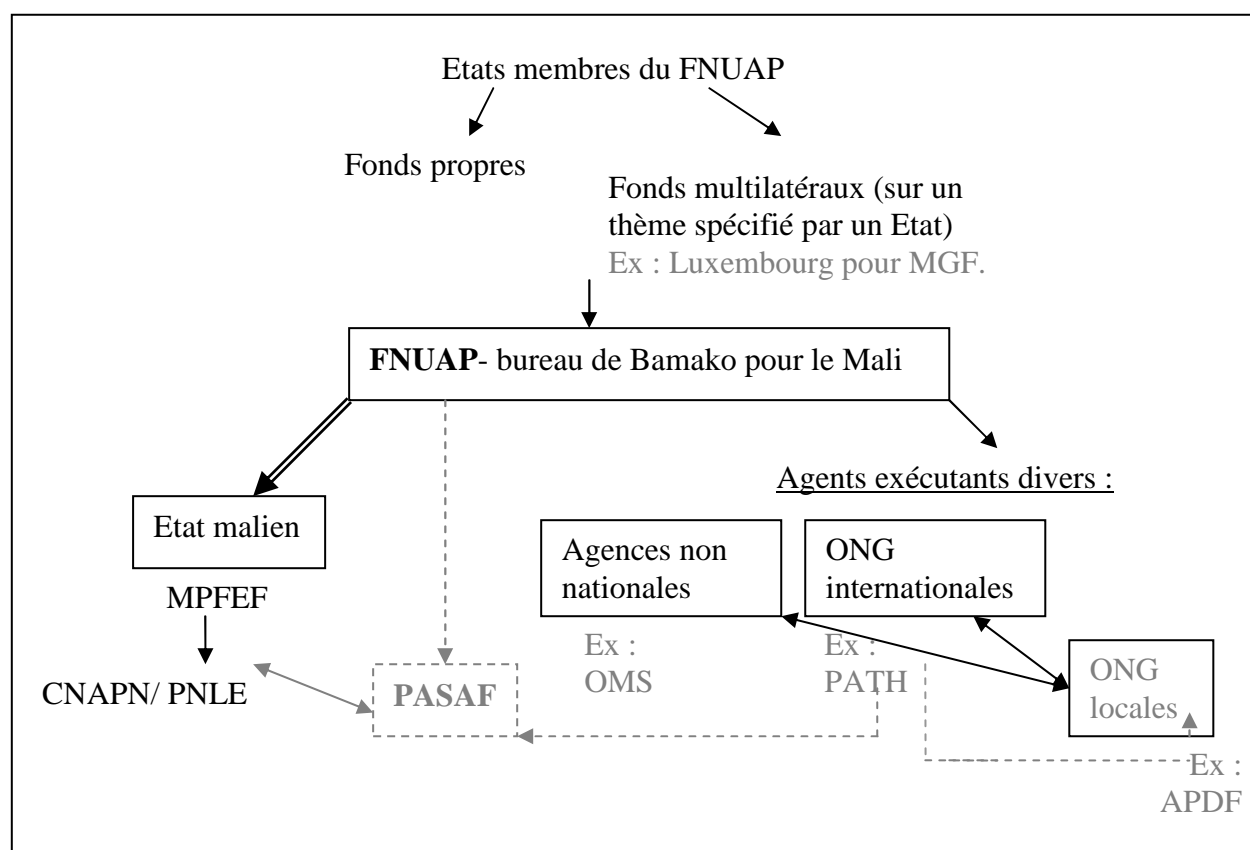 Etats membres du FNUAP
Fonds propres
Fonds multilatéraux (sur un
thème spécifié par un Etat)
Ex : Luxembourg pour MGF.
FNUAP- bureau de Bamako pour le Mali
Agents exécutants divers :
Etat malien
Agences non
nationales
ONG
internationales
MPFEF
Ex :
OMS
Ex :
PATH
ONG
locales
CNAPN/ PNLE
PASAF
Ex :
APDF